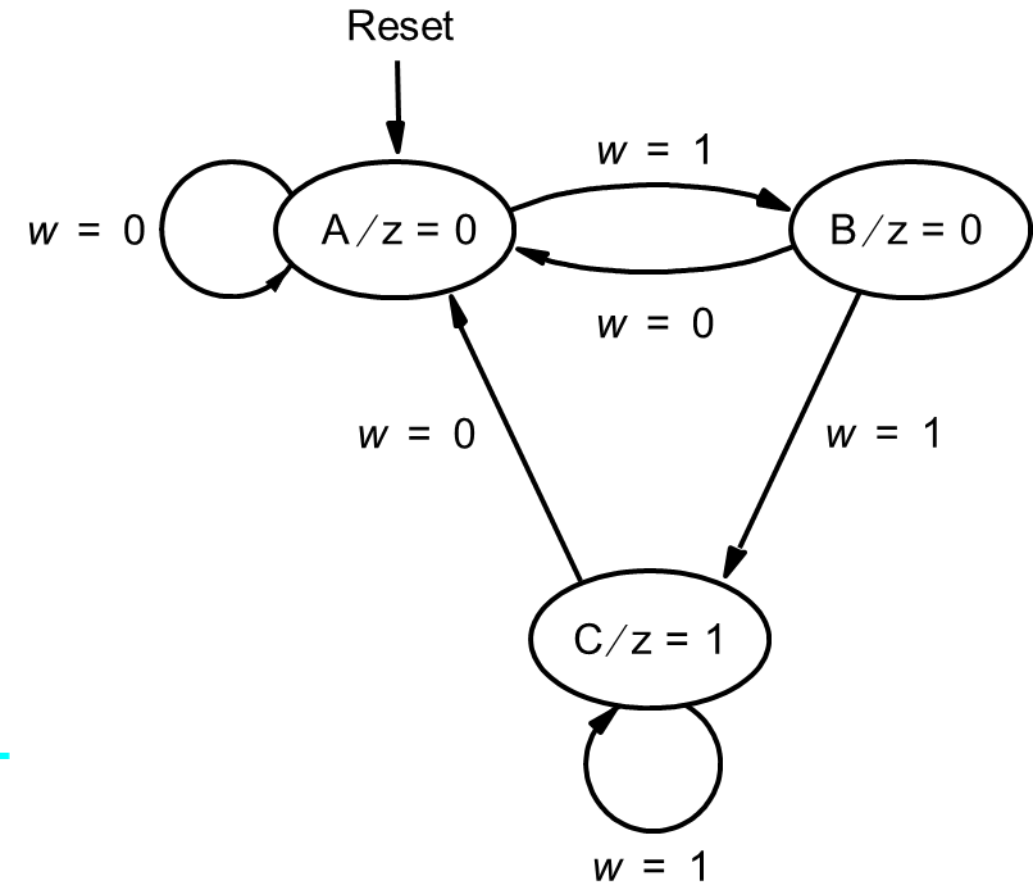 Reset
w = 1
w = 0
A/z = 0
B/z = 0
w = 0
w = 0
w = 1
C/z = 1
w = 1